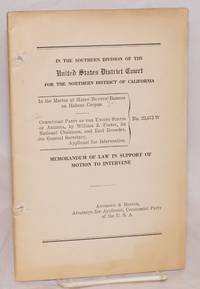 IN THE SOUTHERN DIVISION OF THE
United States District Court
FOR THE NORTHERN DISTRICT OF CALIFORNIA
In the Matter of HARRY RENTON BRIDGES
on Habeas Corpus
COMMUNIST PARTY OF THE UNITED STATES
OF AMERICA, by William Z. Foster, its
National Chairman, and Earl Browder,
its General Secretary,
Applicant for Intervention.
No.
MEMORANDUM OF LAW IN SUPPORT OF
MOTION TO INTERVENE
Attorneys for Applicant, Communist Party
of the U. S. A.